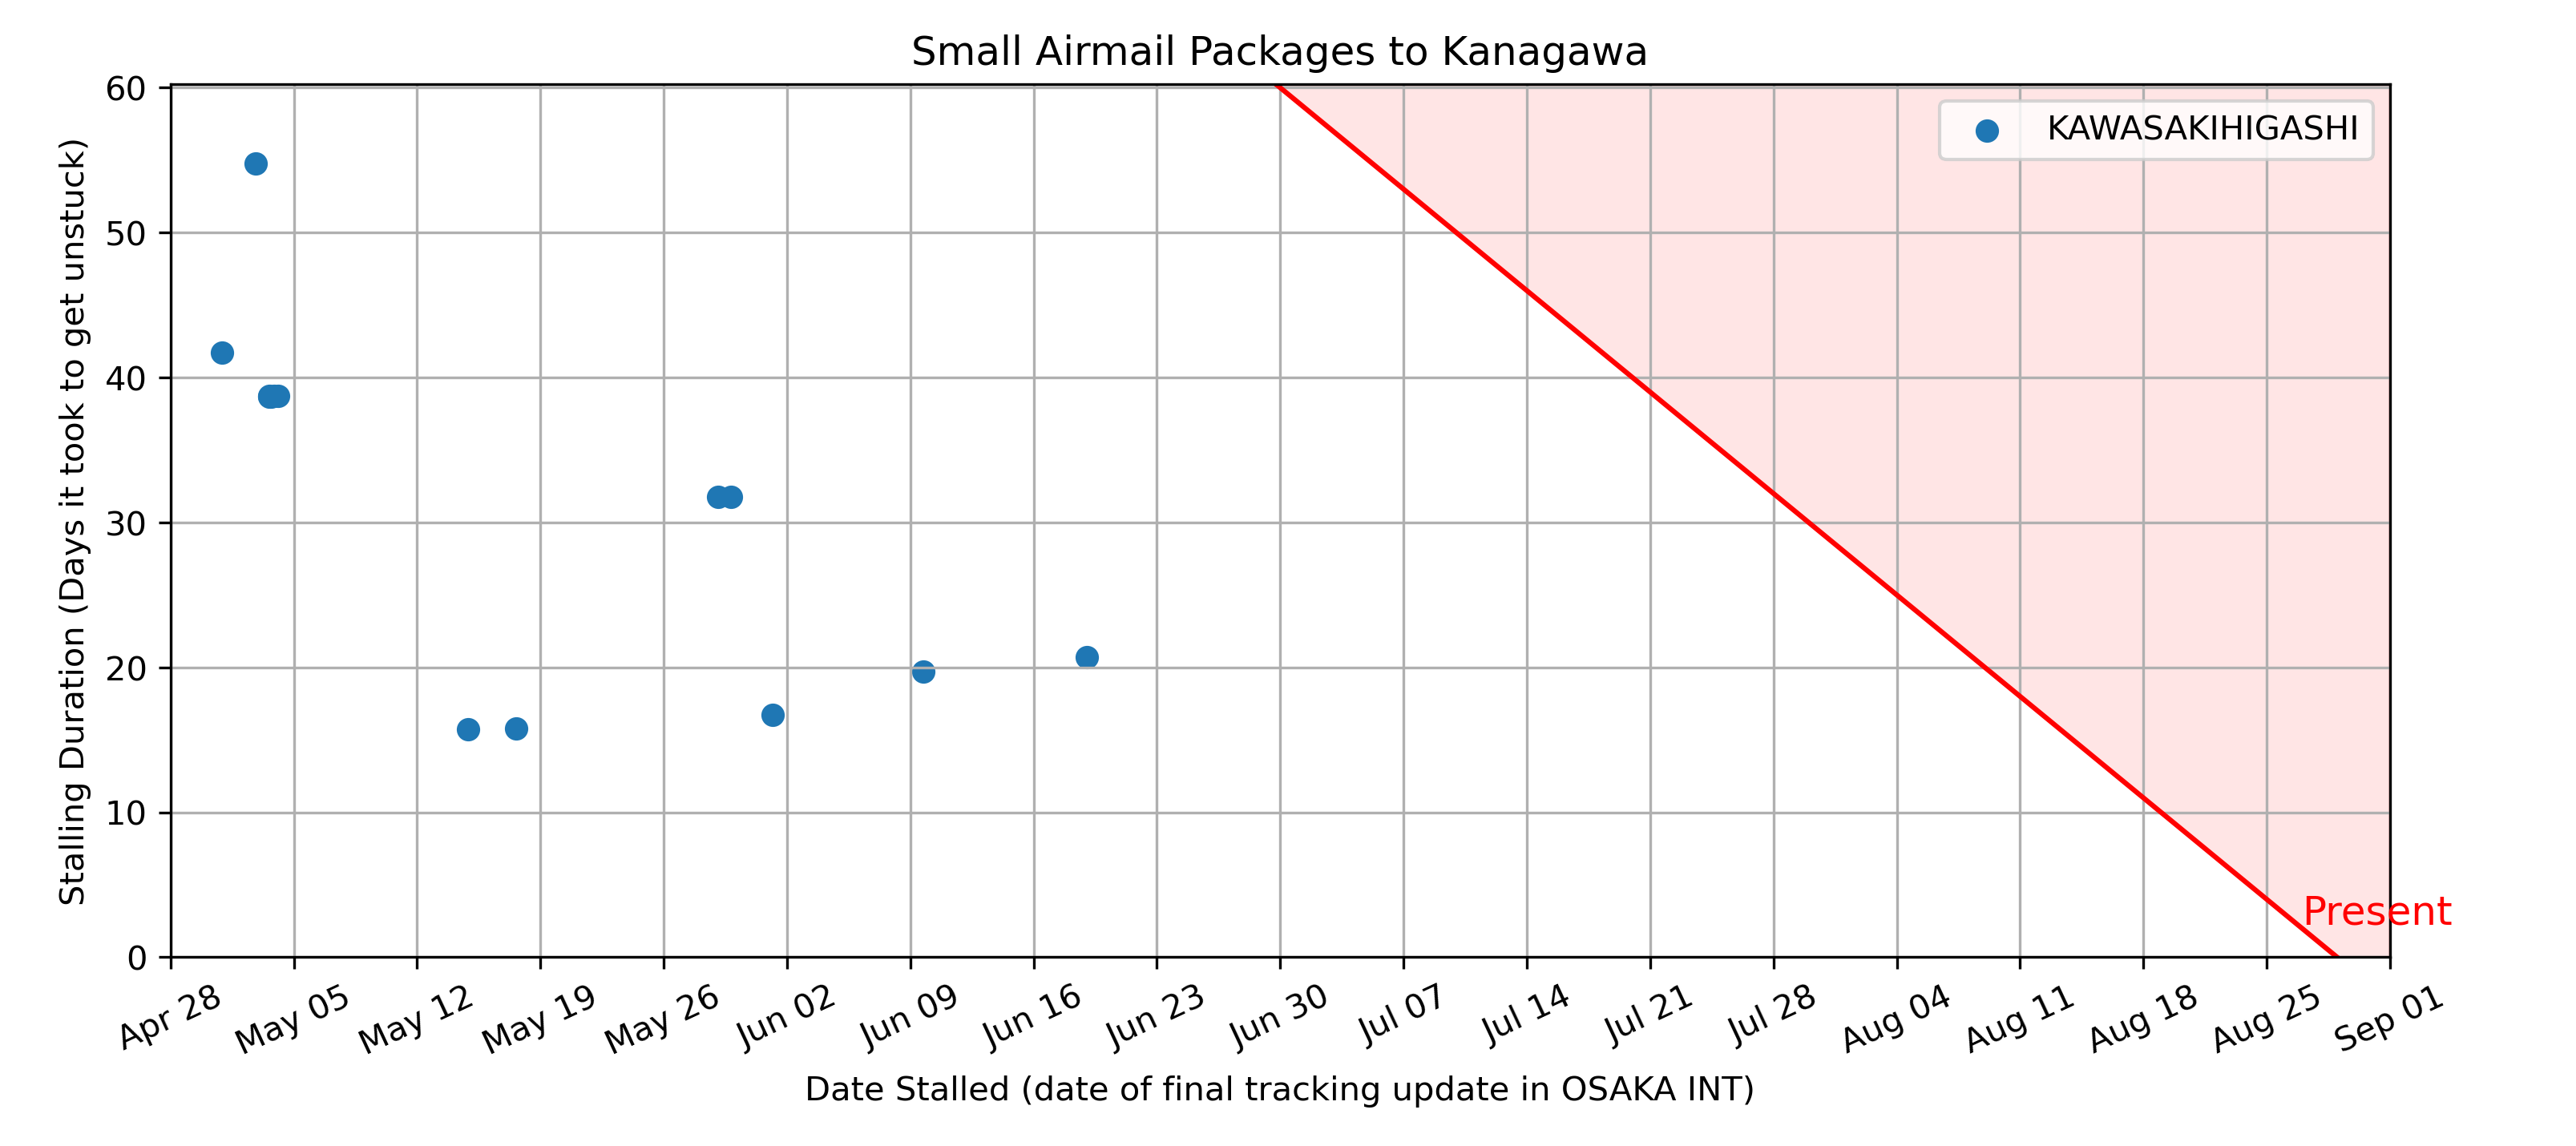 Small Airmail Packages to Kanagawa
KAWASAKIHIGASHI
Stalling Duration (Days it took to get unstuck)
60
50
40
30
20
10
0
Present
Apr 28
May 05
May 12
May 19
May 26
Jun 02
Jun 09
Jun 16
Jun 23
Jun 30
Jul 07
Jul 14
Jul 21
Jul 28
Aug 04
Aug 11
Aug 18
Aug 25
Sep 01
Date Stalled (date of final tracking update in OSAKA INT)